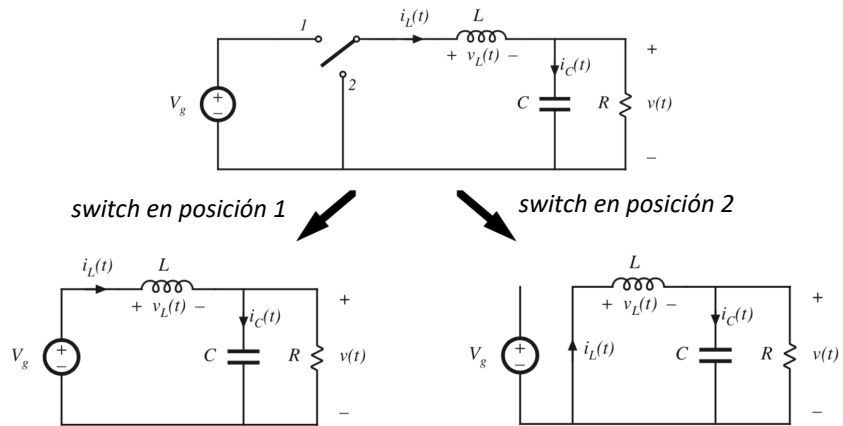 1
i_L(t)
L
+ v_L(t) −
i_C(t)
+
2
V_g
+
−
C
R
v(t)
−
switch en posición 1
switch en posición 2
i_L(t)
L
+ v_L(t) −
i_C(t)
+
V_g
+
−
C
R
v(t)
−
L
+ v_L(t) −
i_C(t)
+
V_g
+
−
i_L(t)
C
R
v(t)
−